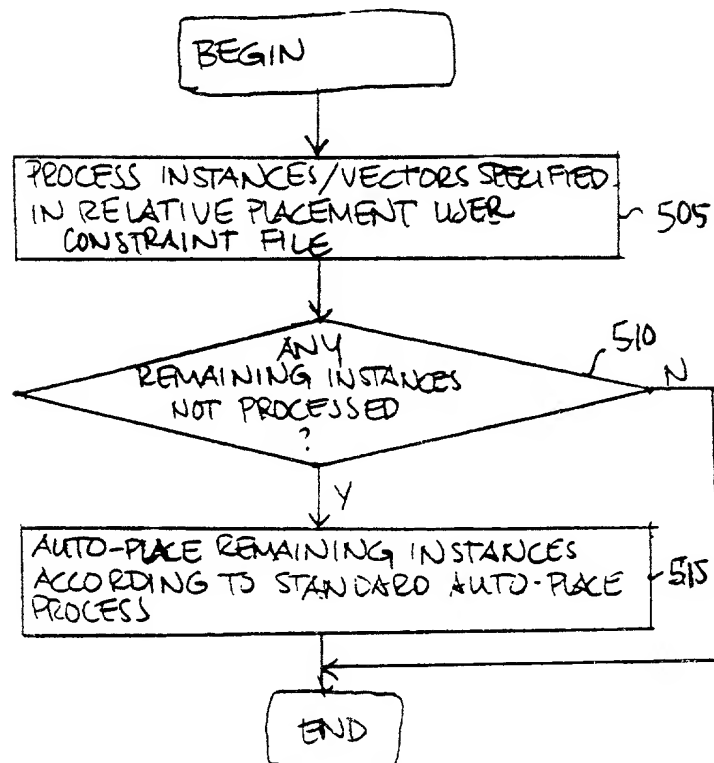 BEGIN
PROCESS INSTANCES/VECTORS SPECIFIED
IN RELATIVE PLACEMENT USER
CONSTRAINT FILE
505
ANY
REMAINING INSTANCES
NOT PROCESSED
?
510
N
Y
AUTO-PLACE REMAINING INSTANCES
ACCORDING TO STANDARD AUTO-PLACE
PROCESS
515
END